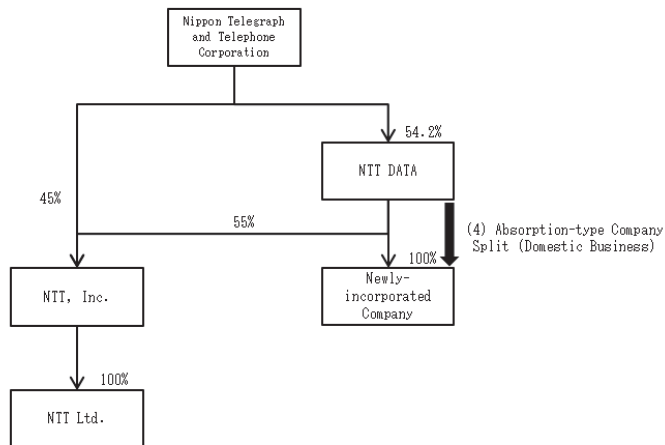 Nippon Telegraph
and Telephone
Corporation
54.2%
NTT DATA
45%
55%
(4) Absorption-type Company
Split (Domestic Business)
100%
NTT, Inc.
Newly-
incorporated
Company
100%
NTT Ltd.